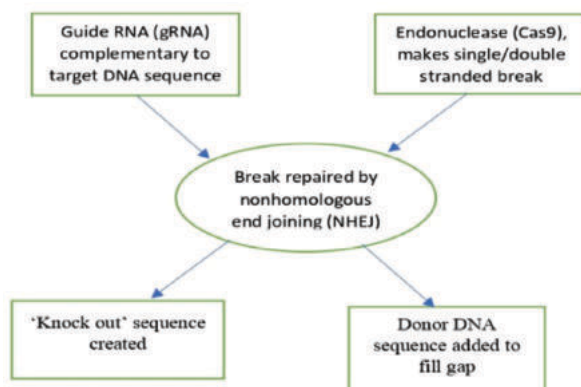 Guide RNA (gRNA)
complementary to
target DNA sequence
Endonuclease (Cas9),
makes single/double
stranded break
Break repaired by
nonhomologous
end joining (NHEJ)
‘Knock out’ sequence
created
Donor DNA
sequence added to
fill gap